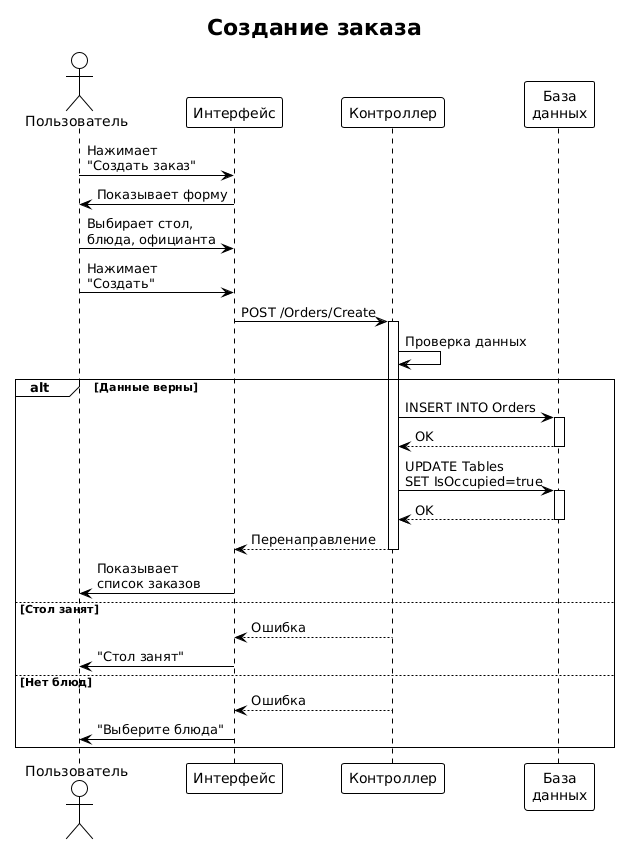 Создание заказа
Пользователь
Интерфейс
Контроллер
База
данных
Нажимает
"Создать заказ"
Показывает форму
Выбирает стол,
блюда, официанта
Нажимает
"Создать"
POST /Orders/Create
Проверка данных
alt
[Данные верны]
INSERT INTO Orders
OK
UPDATE Tables
SET IsOccupied=true
OK
Перенаправление
Показывает
список заказов
[Стол занят]
Ошибка
"Стол занят"
[Нет блюд]
Ошибка
"Выберите блюда"
Пользователь
Интерфейс
Контроллер
База
данных